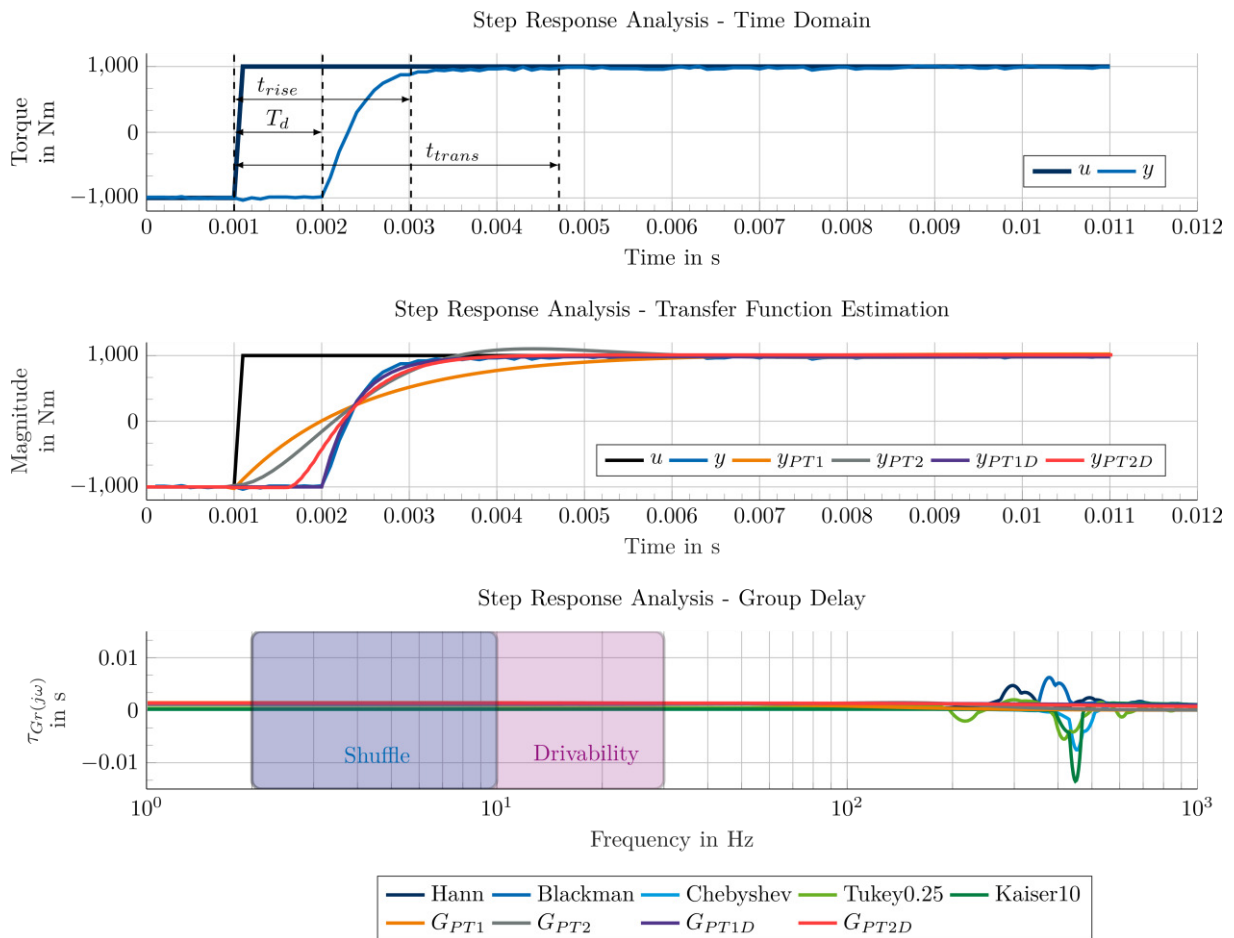 Step Response Analysis - Time Domain
Torque
in Nm
1,000
0
−1,000
t_rise
T_d
t_trans
u y
0 0.001 0.002 0.003 0.004 0.005 0.006 0.007 0.008 0.009 0.01 0.011 0.012
Time in s
Step Response Analysis - Transfer Function Estimation
Magnitude
in Nm
1,000
0
−1,000
u y y_PT1 y_PT2 y_PT1D y_PT2D
0 0.001 0.002 0.003 0.004 0.005 0.006 0.007 0.008 0.009 0.01 0.011 0.012
Time in s
Step Response Analysis - Group Delay
τ_Gr(jω)
in s
0.01
0
−0.01
Shuffle Drivability
10^0 10^1 10^2 10^3
Frequency in Hz
Hann Blackman Chebyshev Tukey0.25 Kaiser10
G_PT1 G_PT2 G_PT1D G_PT2D